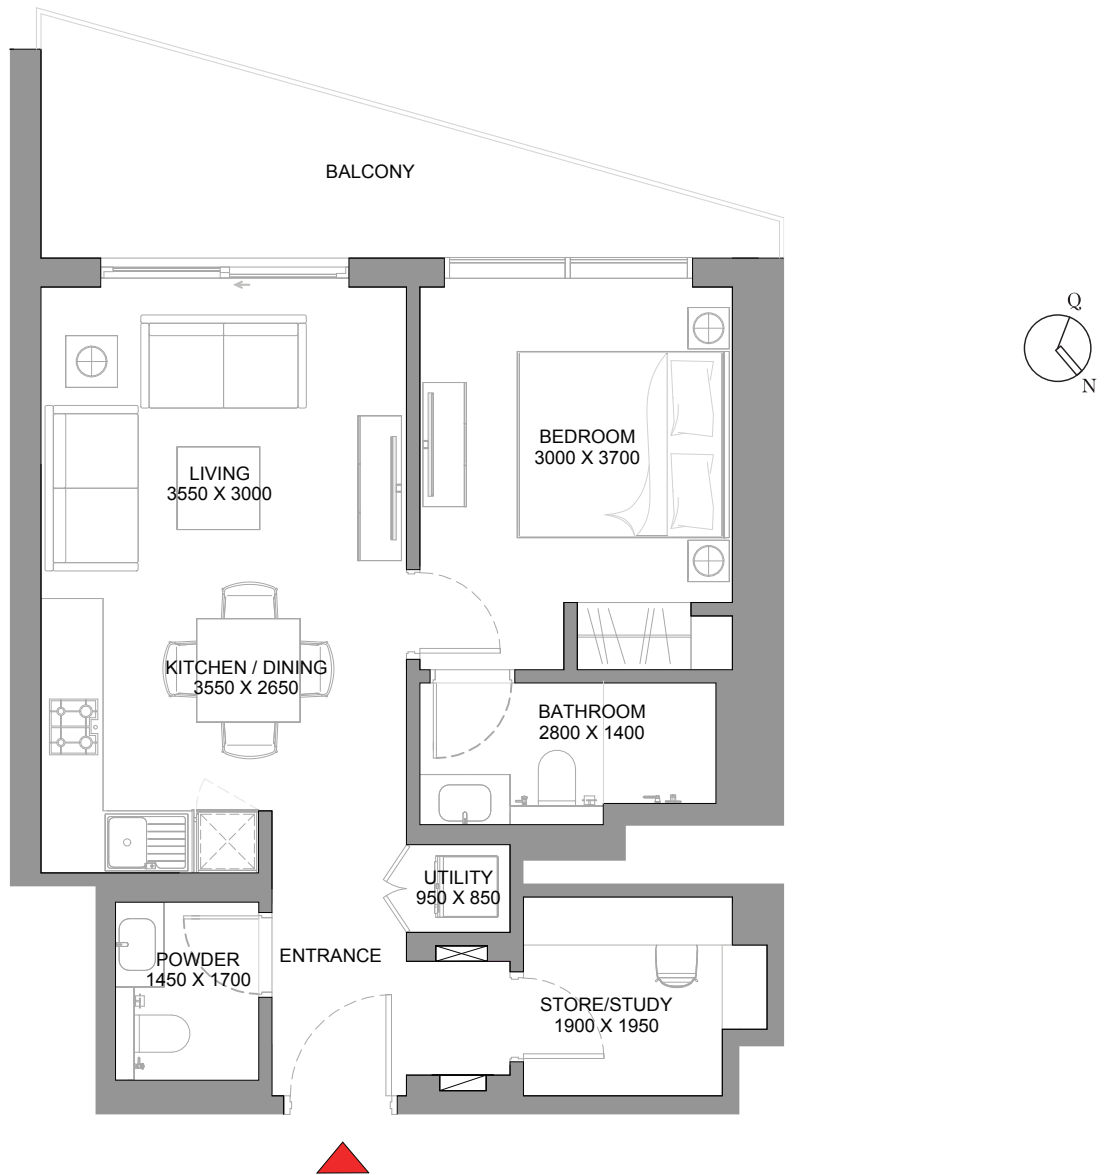 BALCONY
Q
N
BEDROOM
3000 X 3700
LIVING
3550 X 3000
KITCHEN / DINING
3550 X 2650
BATHROOM
2800 X 1400
UTILITY
950 X 850
POWDER
1450 X 1700
ENTRANCE
STORE/STUDY
1900 X 1950